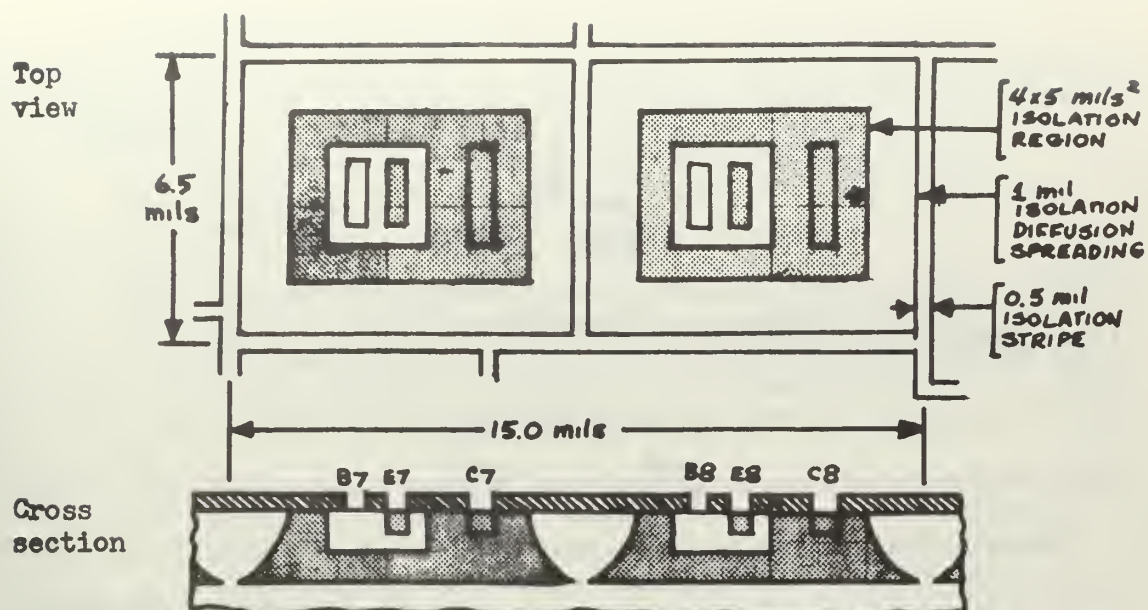 Top
view
6.5
mils
4x5 mils²
ISOLATION
REGION
1 mil
ISOLATION
DIFFUSION
SPREADING
0.5 mil
ISOLATION
STRIPE
15.0 mils
B7 E7 C7 B8 E8 C8
Cross
section